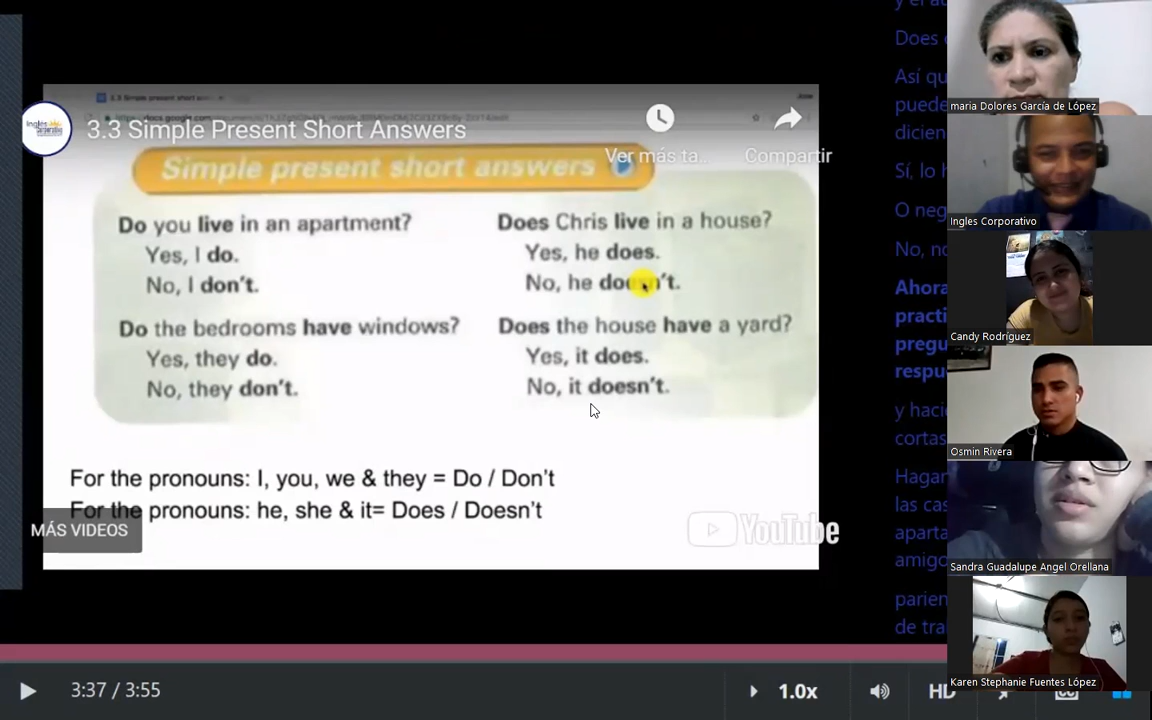 3.3 Simple Present Short Answers
Ver más ta...
Compartir
Simple present short answers
Do you live in an apartment?
Yes, I do.
No, I don't.
Does Chris live in a house?
Yes, he does.
No, he doesn't.
Do the bedrooms have windows?
Yes, they do.
No, they don't.
Does the house have a yard?
Yes, it does.
No, it doesn't.
For the pronouns: I, you, we & they = Do / Don't
For the pronouns: he, she & it= Does / Doesn't
MÁS VIDEOS
YouTube
3:37 / 3:55
1.0x
HD
Does
Así qu
puede
dicien
Sí, lo h
O neg
No, no
Ahora
practi
pregu
respu
y haci
cortas
Hagan
las cas
aparta
amigo
parien
de tra
maria Dolores García de López
Ingles Corporativo
Candy Rodríguez
Osmin Rivera
Sandra Guadalupe Angel Orellana
Karen Stephanie Fuentes López